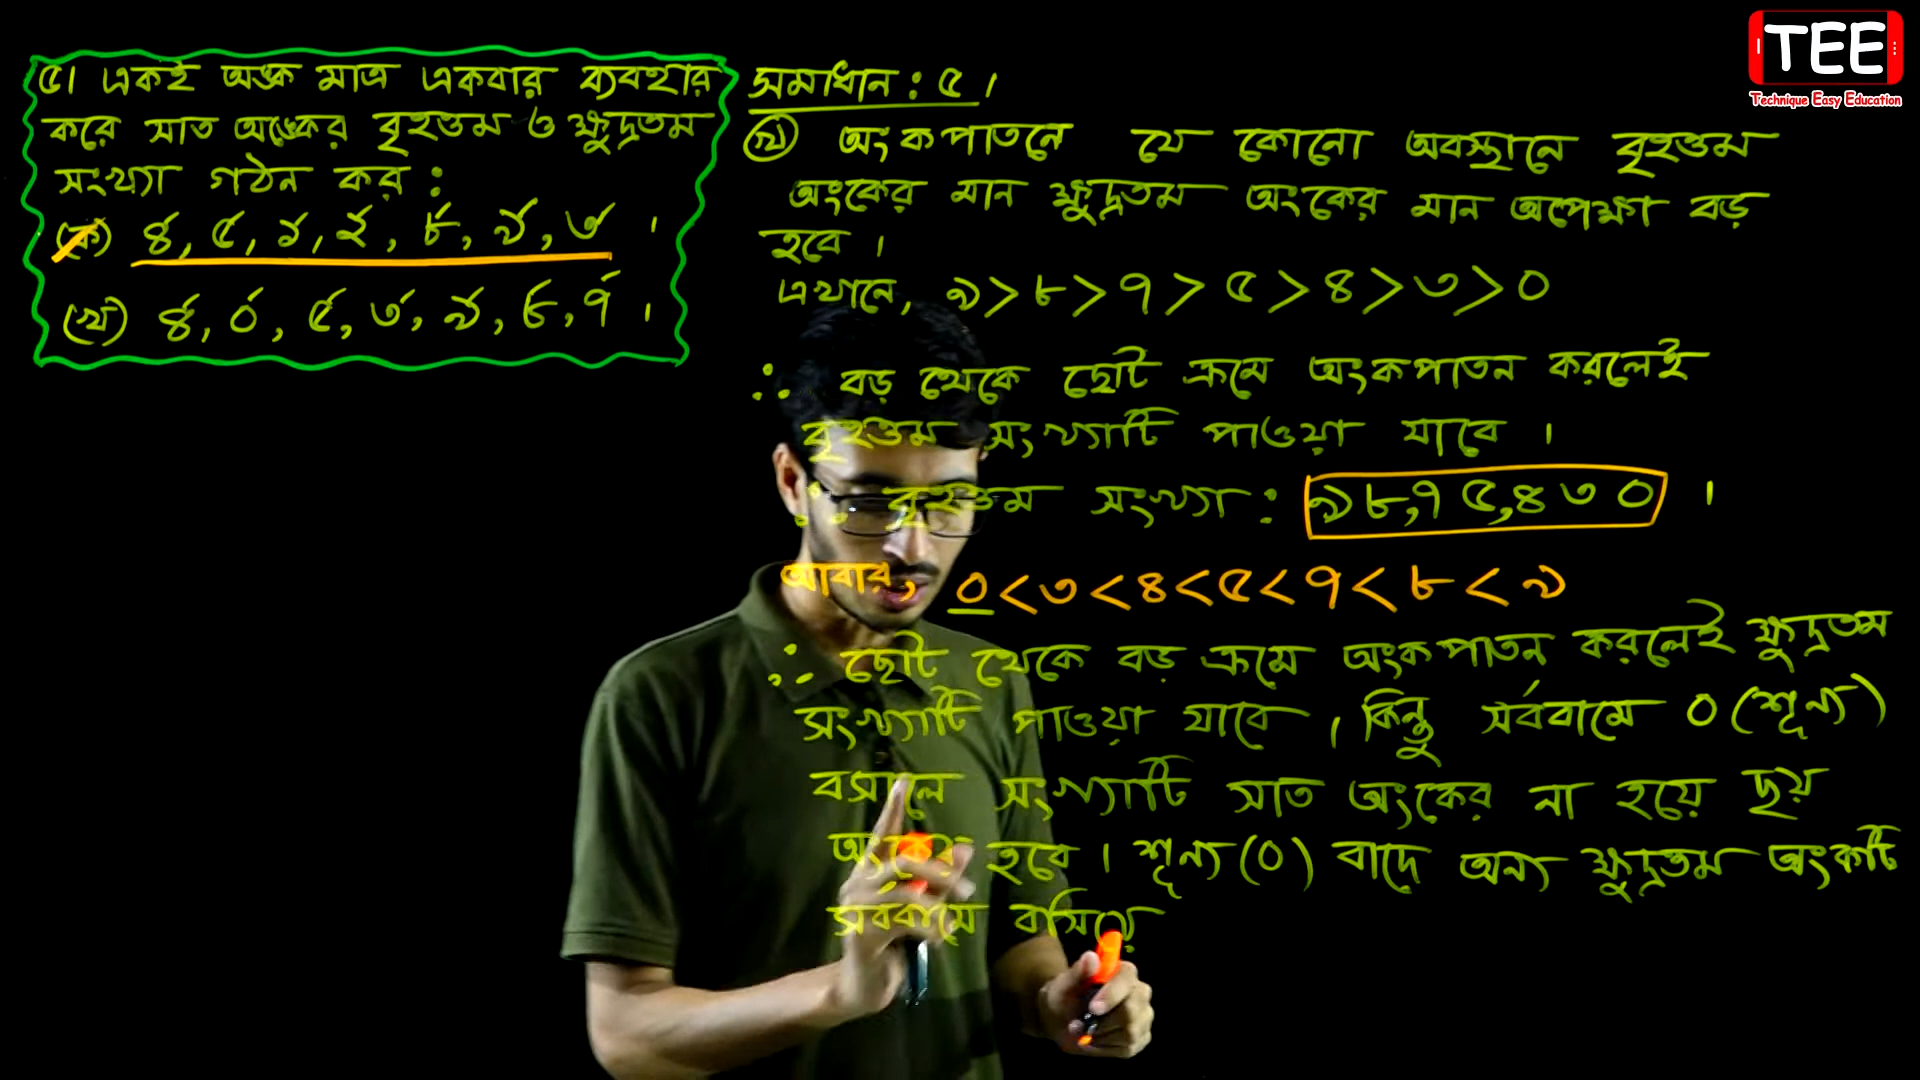 TEE
Technique Easy Education
৫। একই অঙ্ক মাত্র একবার ব্যবহার
করে সাত অঙ্কের বৃহত্তম ও ক্ষুদ্রতম
সংখ্যা গঠন কর :
(ক) ৪, ৫, ১, ২, ৮, ৯, ৩ ।
(খ) ৪, ০, ৫, ৩, ৯, ৮, ৭ ।
সমাধান : ৫ ।
(খ) অংকপাতনে যে কোনো অবস্থানে বৃহত্তম
অংকের মান ক্ষুদ্রতম অংকের মান অপেক্ষা বড়
হবে ।
এখানে, ৯ > ৮ > ৭ > ৫ > ৪ > ৩ > ০
∴ বড় থেকে ছোট ক্রমে অংকপাতন করলেই
বৃহত্তম সংখ্যাটি পাওয়া যাবে ।
∴ বৃহত্তম সংখ্যা : ৯৮,৭৫,৪৩০ ।
আবার, ০ < ৩ < ৪ < ৫ < ৭ < ৮ < ৯
∴ ছোট থেকে বড় ক্রমে অংকপাতন করলেই ক্ষুদ্রতম
সংখ্যাটি পাওয়া যাবে । কিন্তু সর্ববামে ০ (শূন্য)
বসালে সংখ্যাটি সাত অংকের না হয়ে ছয়
অংকের হবে । শূন্য (০) বাদে অন্য ক্ষুদ্রতম অংকটি
সর্ববামে বসিয়ে